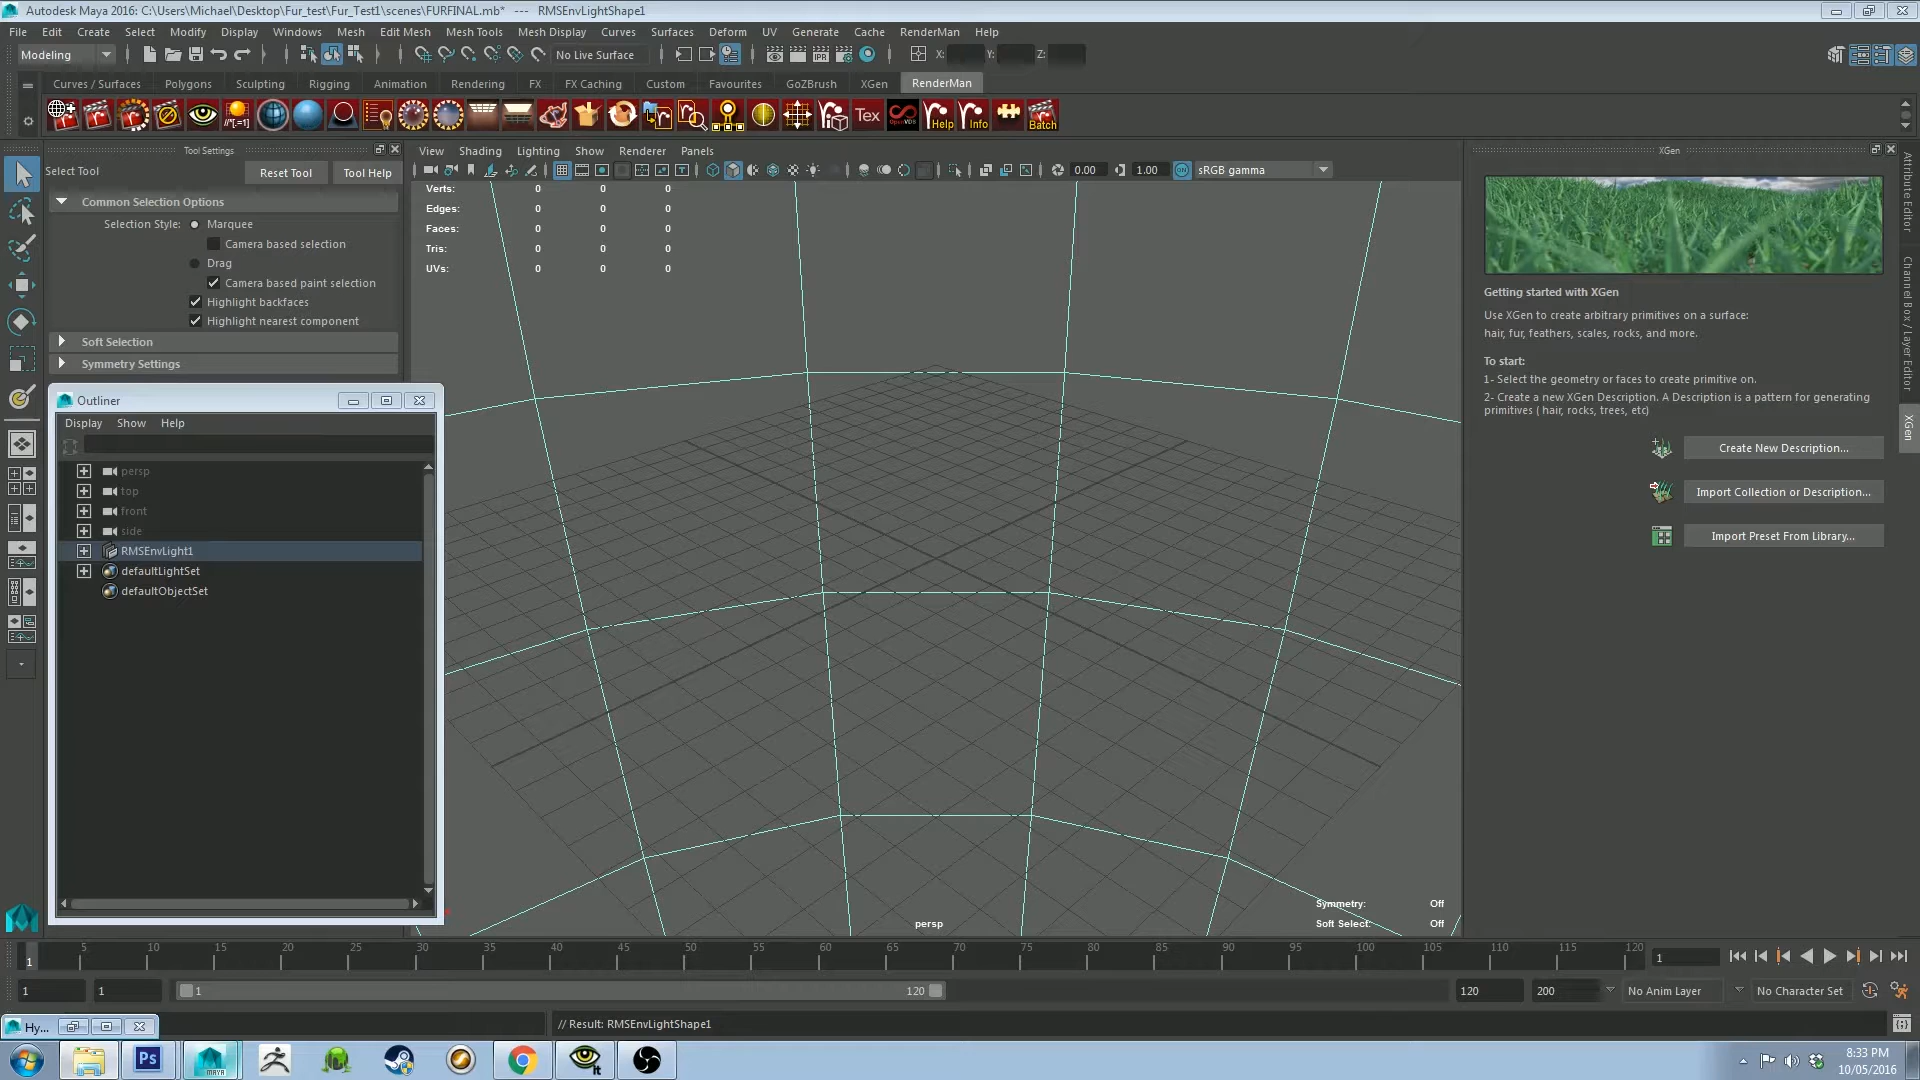 Autodesk Maya 2016: C:\Users\Michael\Desktop\Fur_test\Fur_Test1\scenes\FURFINAL.mb* --- RMSEnvLightShape1
File Edit Create Select Modify Display Windows Mesh Edit Mesh Mesh Tools Mesh Display Curves Surfaces Deform UV Generate Cache RenderMan Help
Modeling No Live Surface X: Y: Z:
Curves / Surfaces Polygons Sculpting Rigging Animation Rendering FX FX Caching Custom Favourites GoZBrush XGen RenderMan
Tex Help Info Batch
Tool Settings
Select Tool Reset Tool Tool Help
Common Selection Options
Selection Style: Marquee
Camera based selection
Drag
Camera based paint selection
Highlight backfaces
Highlight nearest component
Soft Selection
Symmetry Settings
Outliner
Display Show Help
persp
top
front
side
RMSEnvLight1
defaultLightSet
defaultObjectSet
View Shading Lighting Show Renderer Panels
0.00 1.00 ON sRGB gamma
Verts: 0 0 0
Edges: 0 0 0
Faces: 0 0 0
Tris: 0 0 0
UVs: 0 0 0
persp
Symmetry: Off
Soft Select: Off
XGen
Getting started with XGen
Use XGen to create arbitrary primitives on a surface:
hair, fur, feathers, scales, rocks, and more.
To start:
1- Select the geometry or faces to create primitive on.
2- Create a new XGen Description. A Description is a pattern for generating
primitives ( hair, rocks, trees, etc)
Create New Description...
Import Collection or Description...
Import Preset From Library...
Attribute Editor
Channel Box / Layer Editor
XGen
1 5 10 15 20 25 30 35 40 45 50 55 60 65 70 75 80 85 90 95 100 105 110 115 120 1
1 1 1 120 120 200 No Anim Layer No Character Set
Hy...
// Result: RMSEnvLightShape1
Ps MAYA it
8:33 PM
10/05/2016